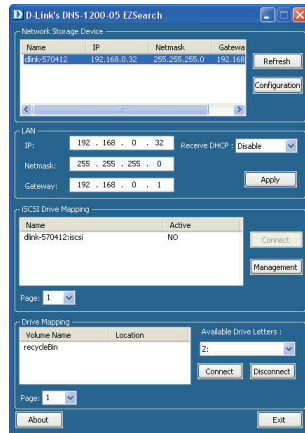 D-Link's DNS-1200-05 EZSearch
Network Storage Device
Name IP Netmask Gatewa
dlink-570412 192.168.0.32 255.255.255.0 192.168
Refresh
Configuration
LAN
IP: 192 . 168 . 0 . 32 Receive DHCP : Disable
Netmask: 255 . 255 . 255 . 0
Gateway: 192 . 168 . 0 . 1
Apply
iSCSI Drive Mapping
Name Active
dlink-570412:iscsi NO
Connect
Management
Page: 1
Drive Mapping
Volume Name Location Available Drive Letters :
recycleBin Z:
Connect Disconnect
Page: 1
About Exit